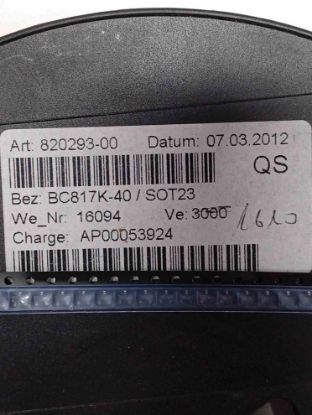 Art: 820293-00 Datum: 07.03.2012
QS
Bez: BC817K-40 / SOT23
We_Nr: 16094 Ve: 3000 1610
Charge: AP00053924